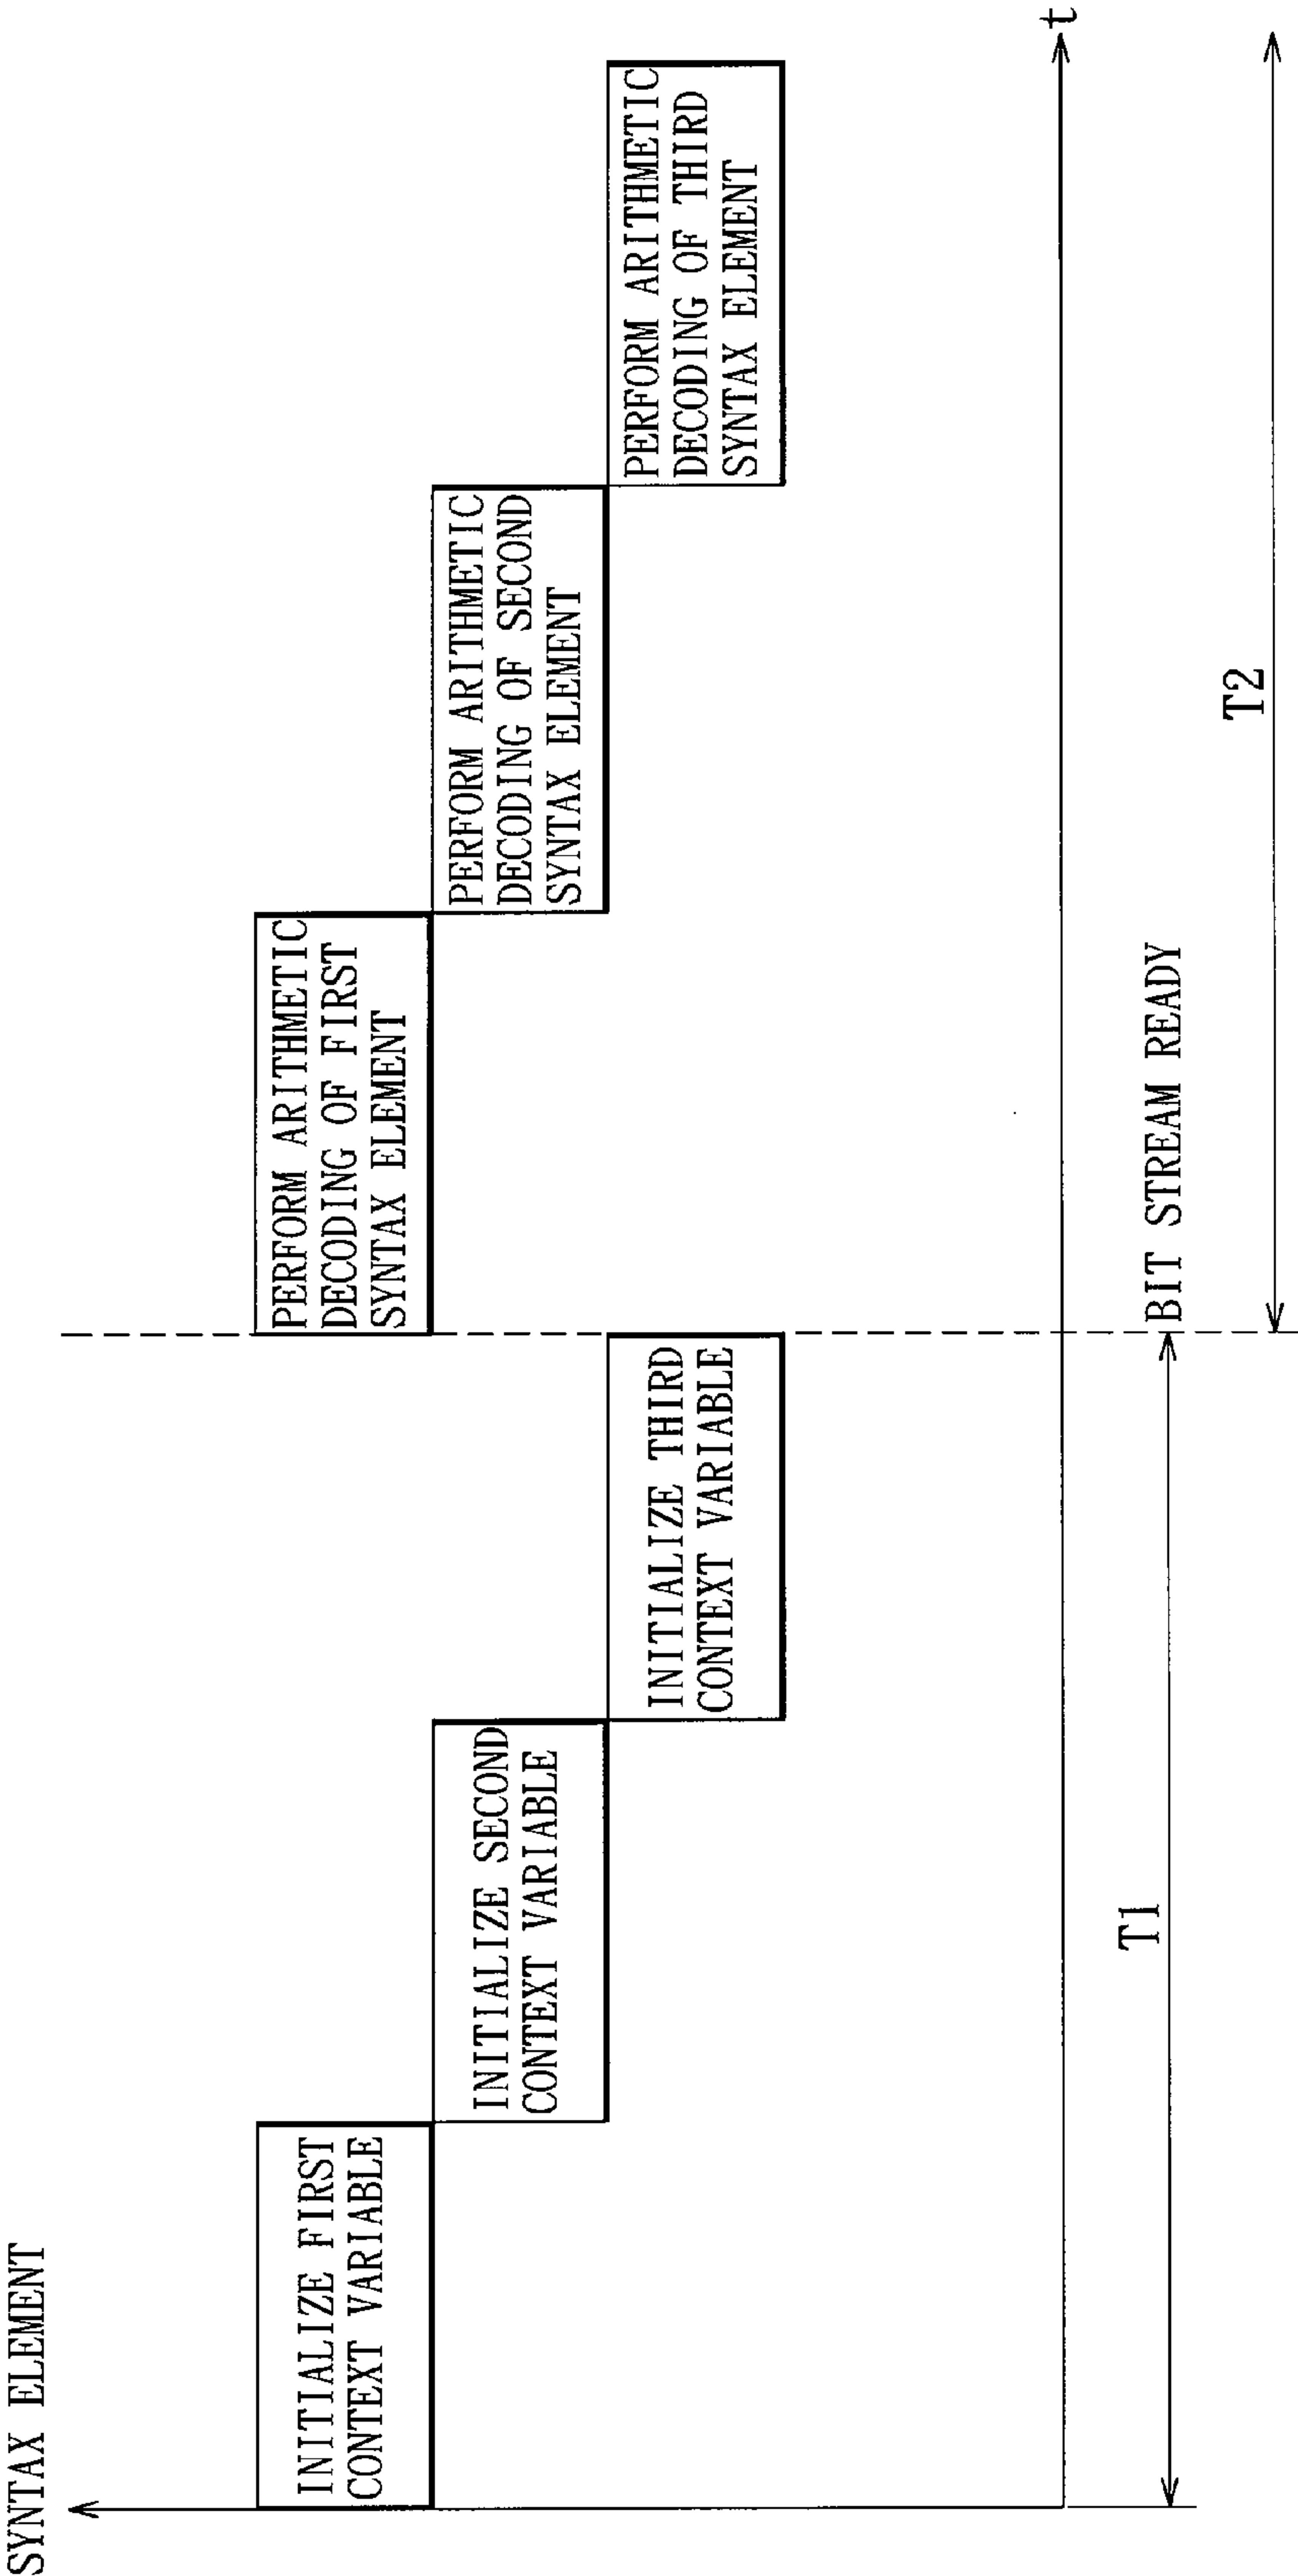 SYNTAX ELEMENT
INITIALIZE FIRST
CONTEXT VARIABLE
INITIALIZE SECOND
CONTEXT VARIABLE
INITIALIZE THIRD
CONTEXT VARIABLE
PERFORM ARITHMETIC
DECODING OF FIRST
SYNTAX ELEMENT
PERFORM ARITHMETIC
DECODING OF SECOND
SYNTAX ELEMENT
PERFORM ARITHMETIC
DECODING OF THIRD
SYNTAX ELEMENT
t
T1
BIT STREAM READY
T2